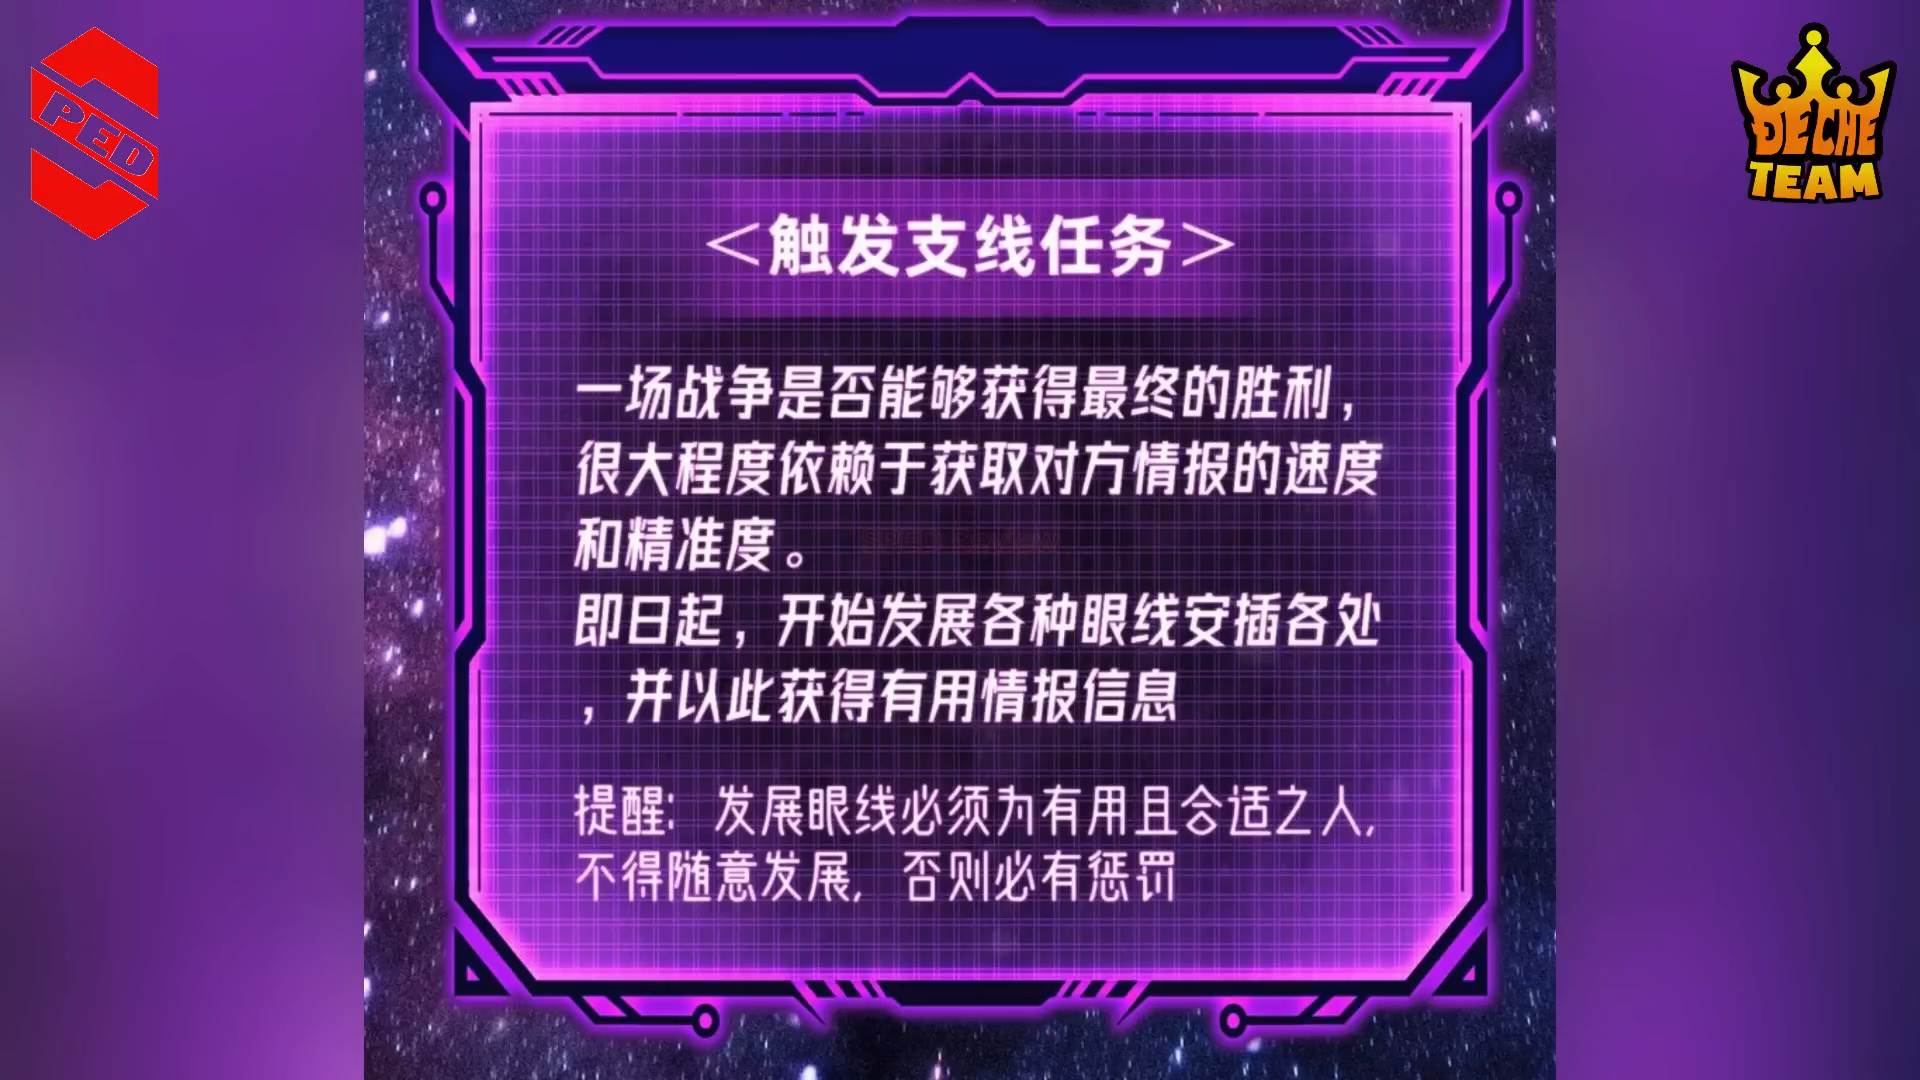 PED
ĐECHE
TEAM
<触发支线任务>
一场战争是否能够获得最终的胜利，
很大程度依赖于获取对方情报的速度
和精准度。
即日起，开始发展各种眼线安插各处
，并以此获得有用情报信息
提醒：发展眼线必须为有用且合适之人，
不得随意发展，否则必有惩罚